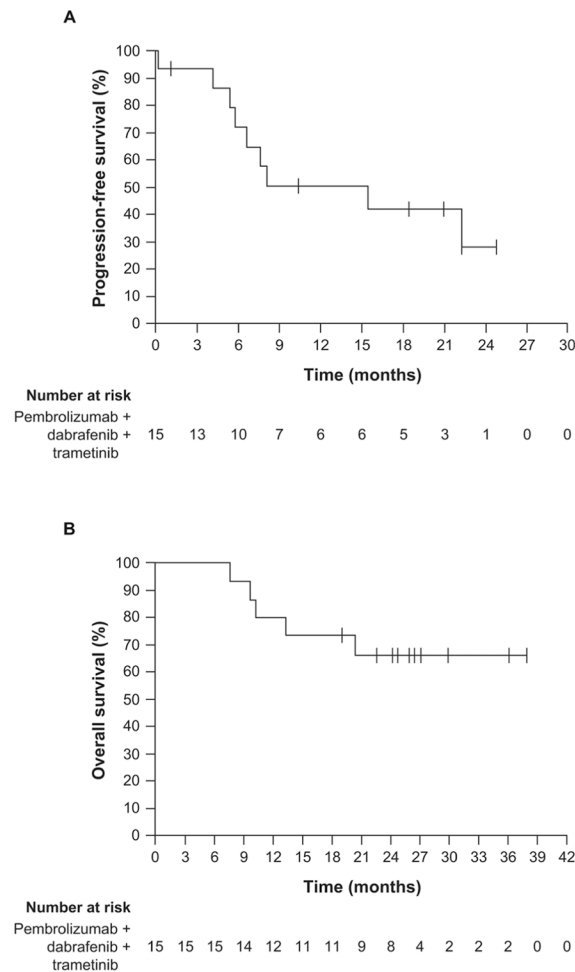 A
100
90
80
70
60
50
40
30
20
10
0
Progression-free survival (%)
0 3 6 9 12 15 18 21 24 27 30
Time (months)
Number at risk
Pembrolizumab +
dabrafenib +
trametinib
15 13 10 7 6 6 5 3 1 0 0
B
100
90
80
70
60
50
40
30
20
10
0
Overall survival (%)
0 3 6 9 12 15 18 21 24 27 30 33 36 39 42
Time (months)
Number at risk
Pembrolizumab +
dabrafenib +
trametinib
15 15 15 14 12 11 11 9 8 4 2 2 2 0 0